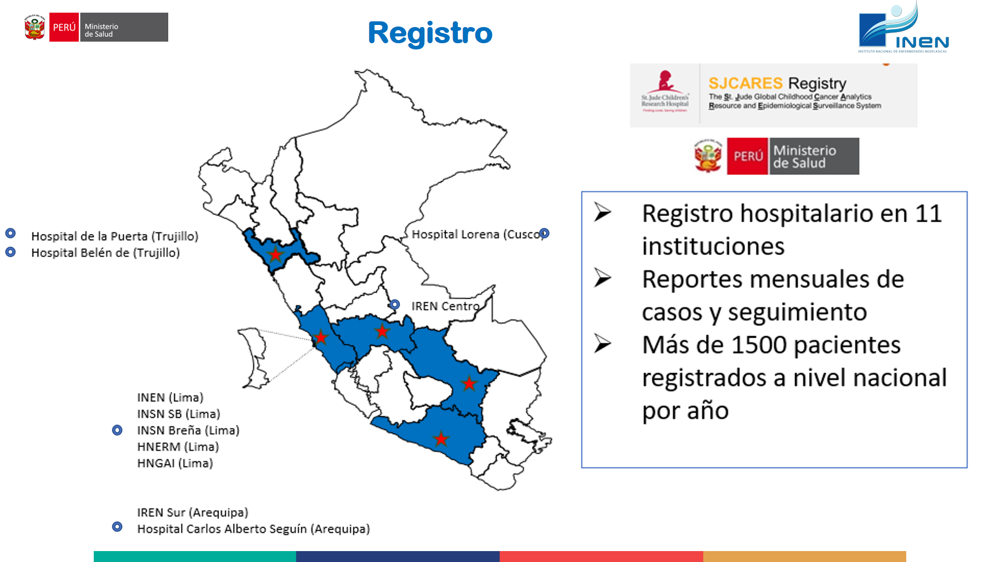 PERÚ
Ministerio
de Salud
Registro
INEN
INSTITUTO NACIONAL DE ENFERMEDADES NEOPLASICAS
St. Jude Children's
Research Hospital
Finding cures. Saving children.
SJCARES Registry
The St. Jude Global Childhood Cancer Analytics
Resource and Epidemiological Surveillance System
PERÚ
Ministerio
de Salud
Hospital de la Puerta (Trujillo)
Hospital Belén de (Trujillo)
Hospital Lorena (Cusco)
IREN Centro
INEN (Lima)
INSN SB (Lima)
INSN Breña (Lima)
HNERM (Lima)
HNGAI (Lima)
IREN Sur (Arequipa)
Hospital Carlos Alberto Seguín (Arequipa)
Registro hospitalario en 11
instituciones
Reportes mensuales de
casos y seguimiento
Más de 1500 pacientes
registrados a nivel nacional
por año